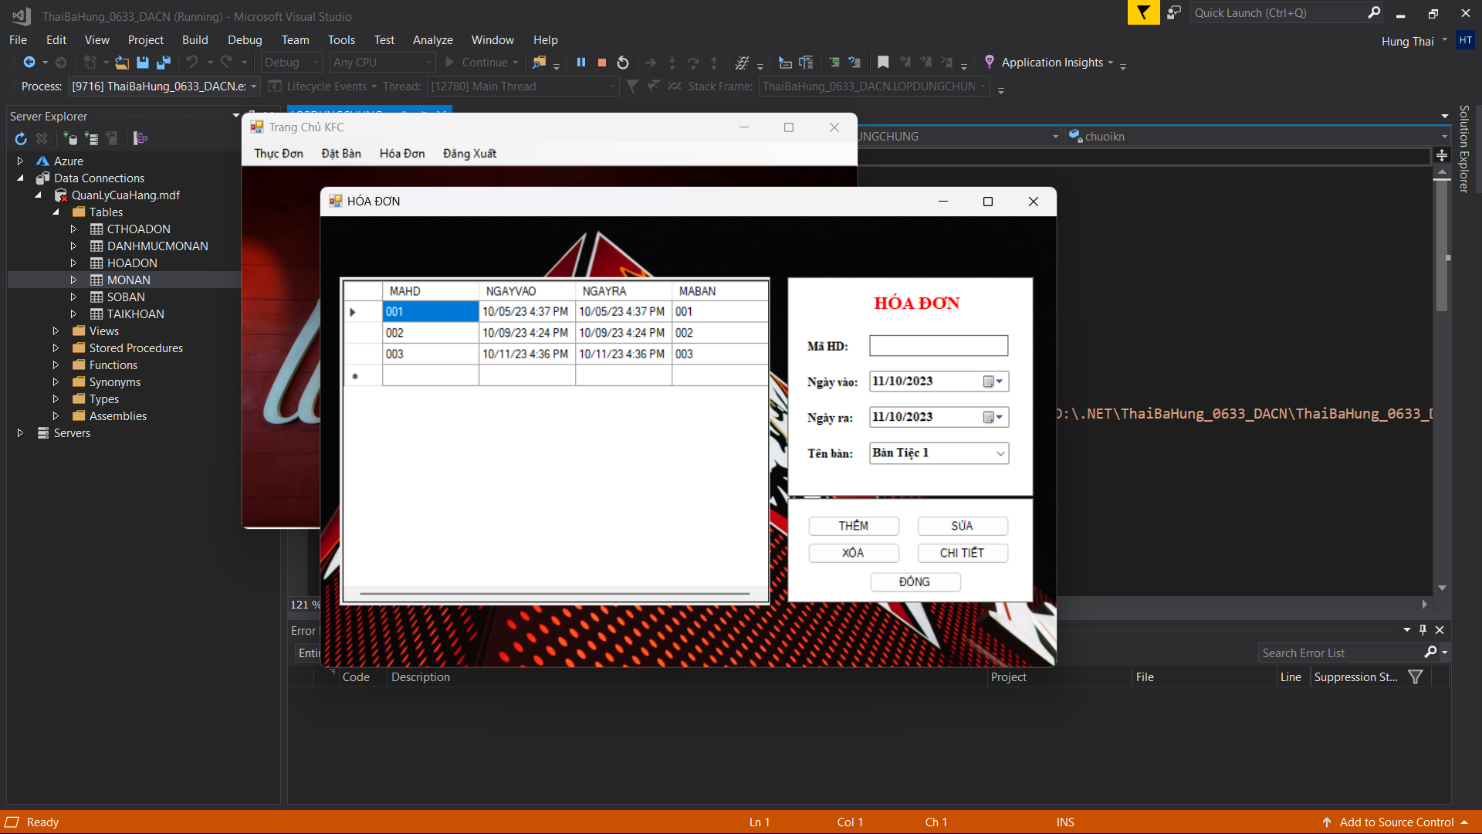 ThaiBaHung_0633_DACN (Running) - Microsoft Visual Studio
Quick Launch (Ctrl+Q)
File Edit View Project Build Debug Team Tools Test Analyze Window Help
Hung Thai HT
Debug Any CPU Continue Application Insights
Process: [9716] ThaiBaHung_0633_DACN.e: Lifecycle Events Thread: [12780] Main Thread Stack Frame: ThaiBaHung_0633_DACN.LOPDUNGCHUN
Server Explorer
Azure
Data Connections
QuanLyCuaHang.mdf
Tables
CTHOADON
DANHMUCMONAN
HOADON
MONAN
SOBAN
TAIKHOAN
Views
Stored Procedures
Functions
Synonyms
Types
Assemblies
Servers
Trang Chủ KFC
Thực Đơn Đặt Bàn Hóa Đơn Đăng Xuất
UNGCHUNG chuoikn
Solution Explorer
HÓA ĐƠN
MAHD NGAYVAO NGAYRA MABAN
001 10/05/23 4:37 PM 10/05/23 4:37 PM 001
002 10/09/23 4:24 PM 10/09/23 4:24 PM 002
003 10/11/23 4:36 PM 10/11/23 4:36 PM 003
HÓA ĐƠN
Mã HD:
Ngày vào: 11/10/2023
Ngày ra: 11/10/2023
Tên bàn: Bàn Tiệc 1
THÊM SỬA
XÓA CHI TIẾT
ĐÓNG
D:\.NET\ThaiBaHung_0633_DACN\ThaiBaHung_0633_D
121 %
Error
Enti
Search Error List
Code Description Project File Line Suppression St...
Ready Ln 1 Col 1 Ch 1 INS Add to Source Control